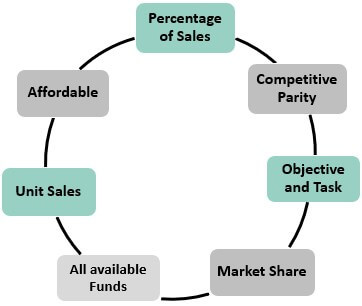 Percentage
of Sales
Competitive
Parity
Objective
and Task
Market Share
All available
Funds
Unit Sales
Affordable